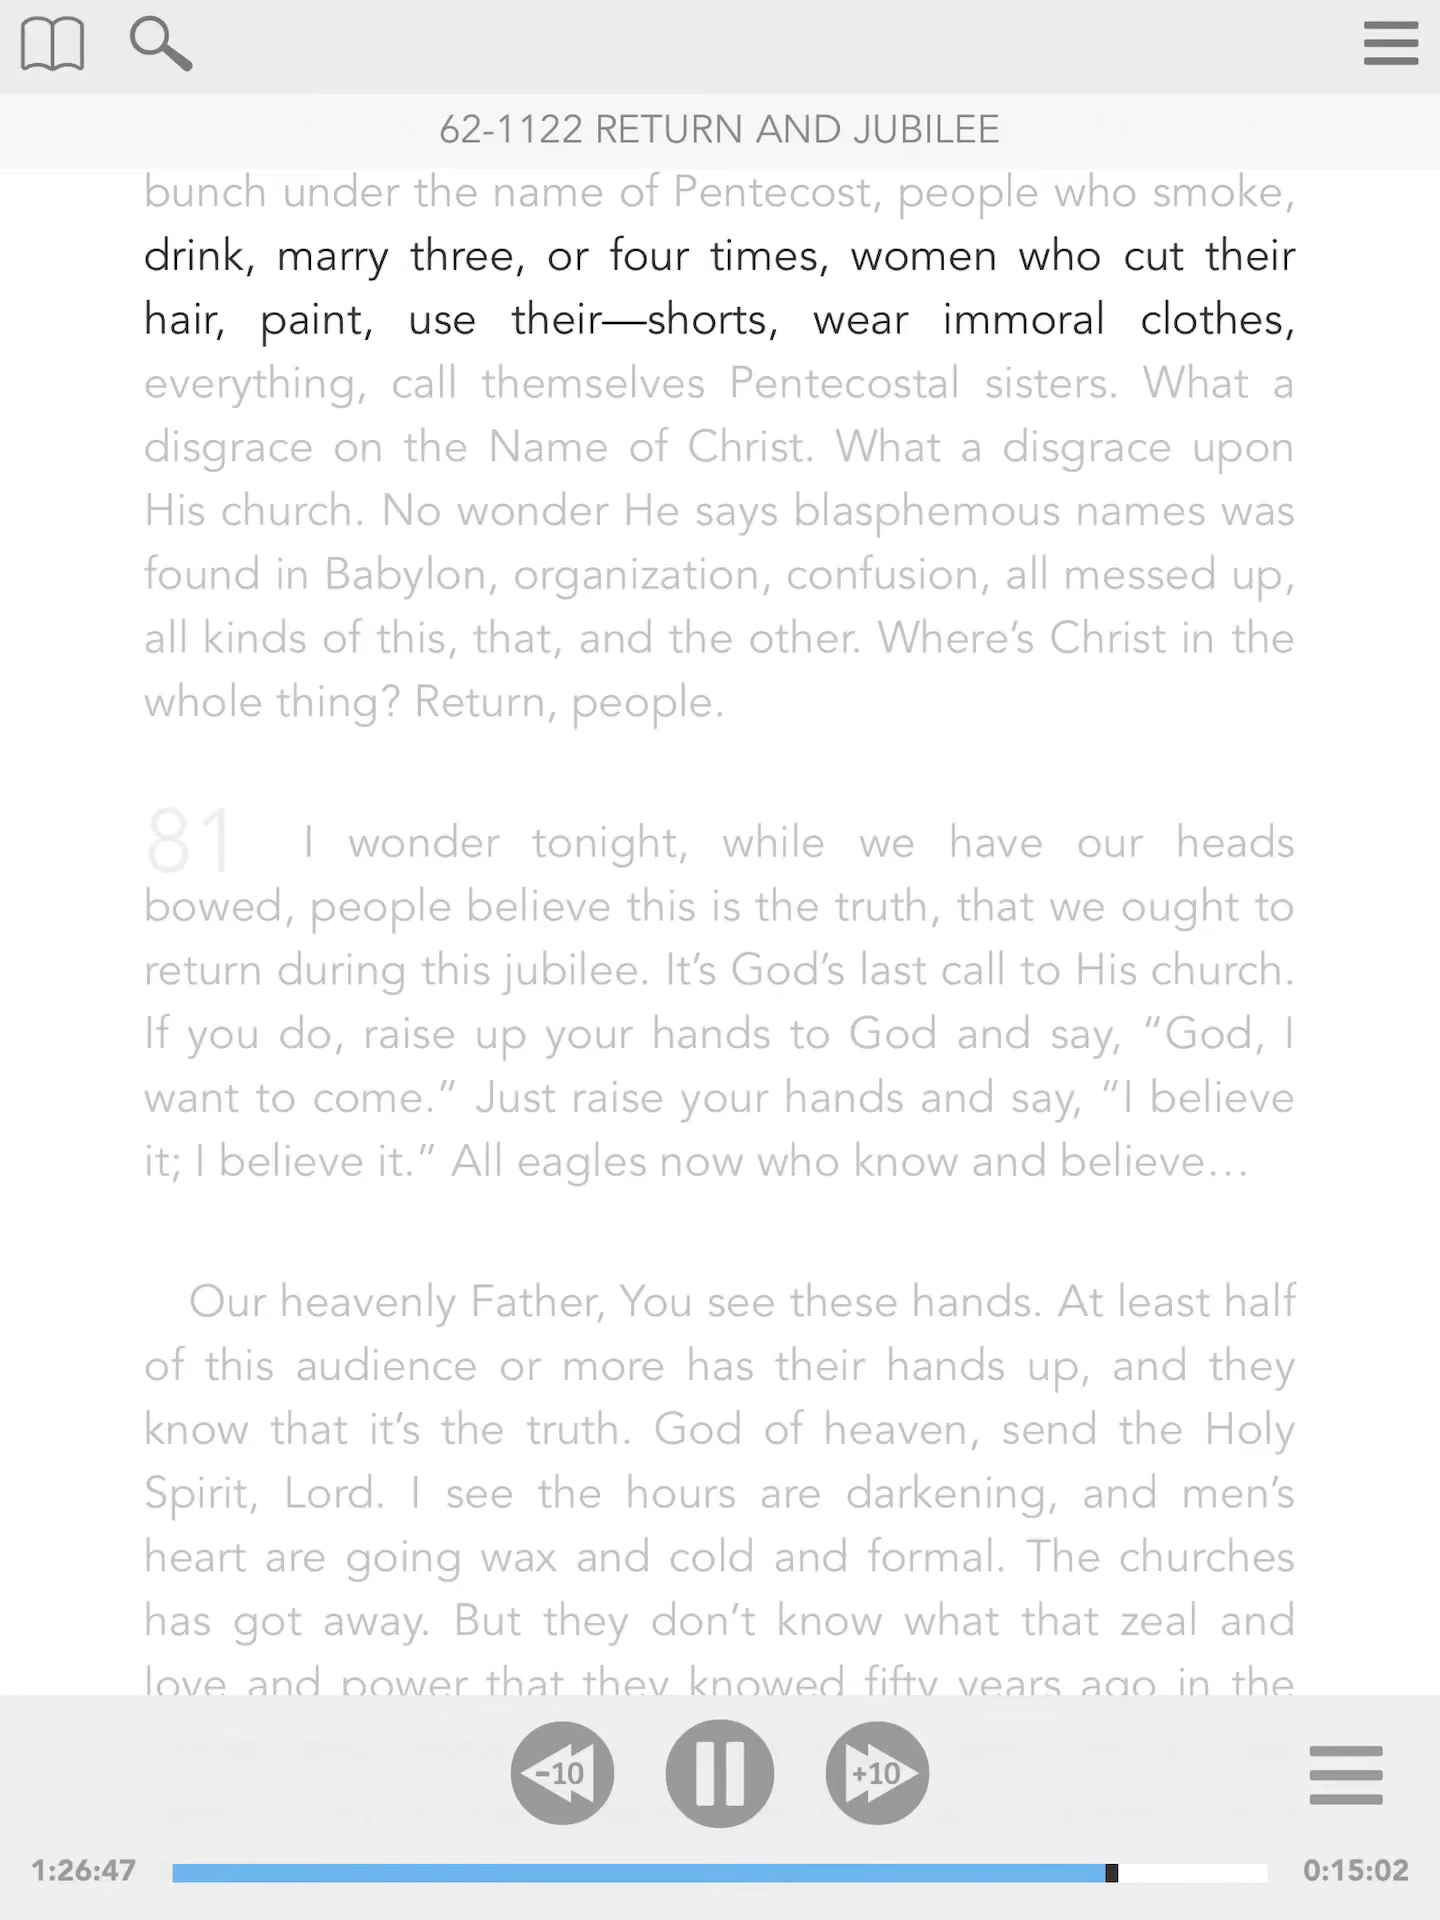 62-1122 RETURN AND JUBILEE
bunch under the name of Pentecost, people who smoke,
drink, marry three, or four times, women who cut their
hair, paint, use their—shorts, wear immoral clothes,
everything, call themselves Pentecostal sisters. What a
disgrace on the Name of Christ. What a disgrace upon
His church. No wonder He says blasphemous names was
found in Babylon, organization, confusion, all messed up,
all kinds of this, that, and the other. Where’s Christ in the
whole thing? Return, people.
81 I wonder tonight, while we have our heads
bowed, people believe this is the truth, that we ought to
return during this jubilee. It’s God’s last call to His church.
If you do, raise up your hands to God and say, “God, I
want to come.” Just raise your hands and say, “I believe
it; I believe it.” All eagles now who know and believe…
Our heavenly Father, You see these hands. At least half
of this audience or more has their hands up, and they
know that it’s the truth. God of heaven, send the Holy
Spirit, Lord. I see the hours are darkening, and men’s
heart are going wax and cold and formal. The churches
has got away. But they don’t know what that zeal and
love and power that they knowed fifty years ago in the
-10 +10
1:26:47 0:15:02